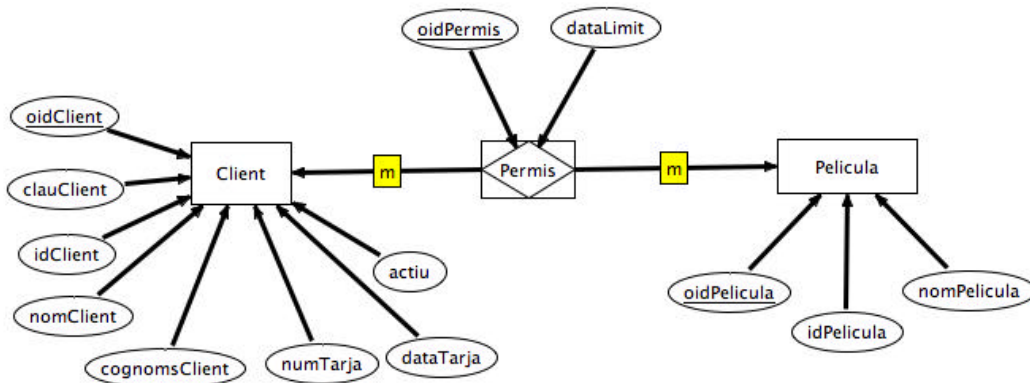 oidPermis
dataLimit
oidClient
Client
m
Permis
m
Pelicula
clauClient
idClient
actiu
nomClient
cognomsClient
numTarja
dataTarja
oidPelicula
idPelicula
nomPelicula